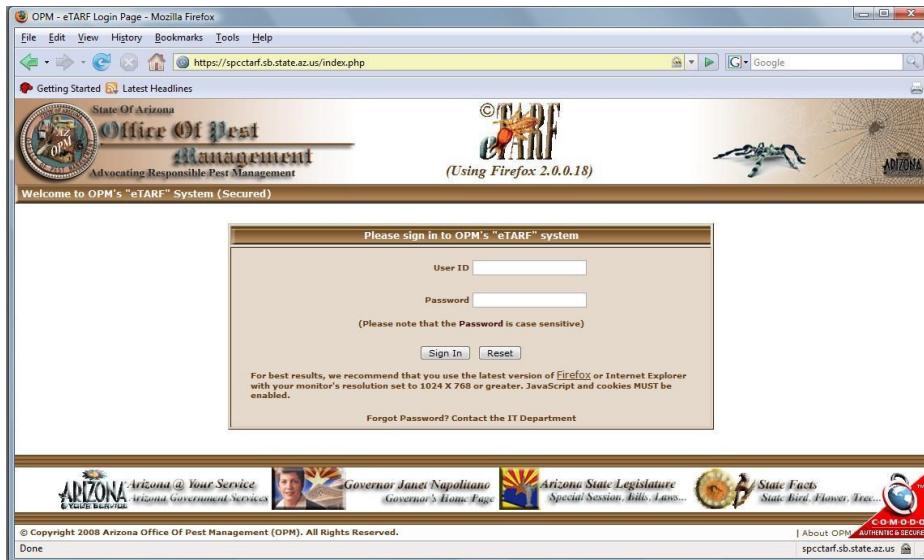 OPM - eTARF Login Page - Mozilla Firefox
File Edit View History Bookmarks Tools Help
https://spcctarf.sb.state.az.us/index.php
G Google
Getting Started Latest Headlines
State Of Arizona
Office Of Pest
Management
Advocating Responsible Pest Management
AZ
OPM
©
eTARF
(Using Firefox 2.0.0.18)
ARIZONA
Welcome to OPM's "eTARF" System (Secured)
Please sign in to OPM's "eTARF" system
User ID
Password
(Please note that the Password is case sensitive)
Sign In Reset
For best results, we recommend that you use the latest version of Firefox or Internet Explorer
with your monitor's resolution set to 1024 X 768 or greater. JavaScript and cookies MUST be
enabled.
Forgot Password? Contact the IT Department
ARIZONA
@ YOUR SERVICE
Arizona @ Your Service
Arizona Government Services
Governor Janet Napolitano
Governor's Home Page
Arizona State Legislature
Special Session, Bills, Laws...
State Facts
State Bird, Flower, Tree...
TM
COMODO
AUTHENTIC & SECURE
© Copyright 2008 Arizona Office Of Pest Management (OPM). All Rights Reserved.
| About OPM
Done
spcctarf.sb.state.az.us